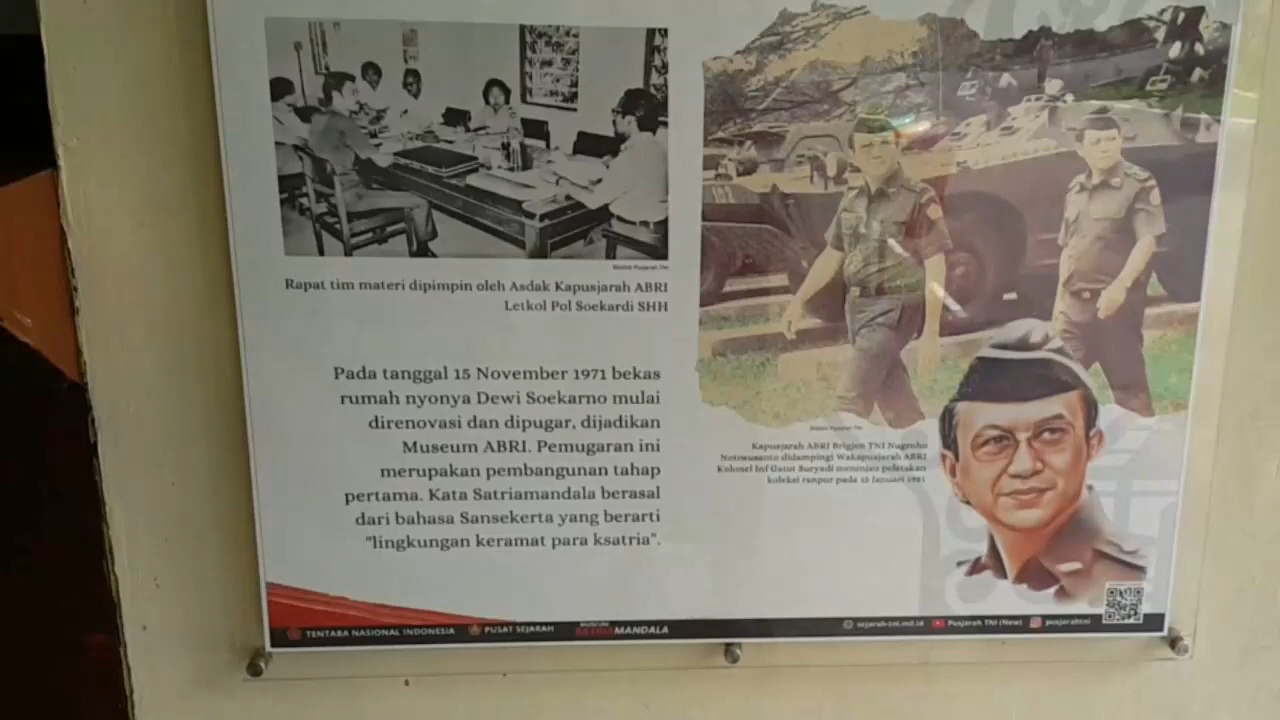 Rapat tim materi dipimpin oleh Asdak Kapusjarah ABRI
Letkol Pol Soekardi SHH
Pada tanggal 15 November 1971 bekas
rumah nyonya Dewi Soekarno mulai
direnovasi dan dipugar, dijadikan
Museum ABRI. Pemugaran ini
merupakan pembangunan tahap
pertama. Kata Satriamandala berasal
dari bahasa Sansekerta yang berarti
"lingkungan keramat para ksatria".
Kapusjarah ABRI Brigjen TNI Nugroho
Notosusanto didampingi Wakapusjarah ABRI
Kolonel Inf Gatot Suryadi meninjau peletakan
koleksi ranpur pada
TENTARA NASIONAL INDONESIA
PUSAT SEJARAH
MUSEUM
SATRIAMANDALA
sejarah-tni.mil.id
Pusjarah TNI (New)
pusjarahtni